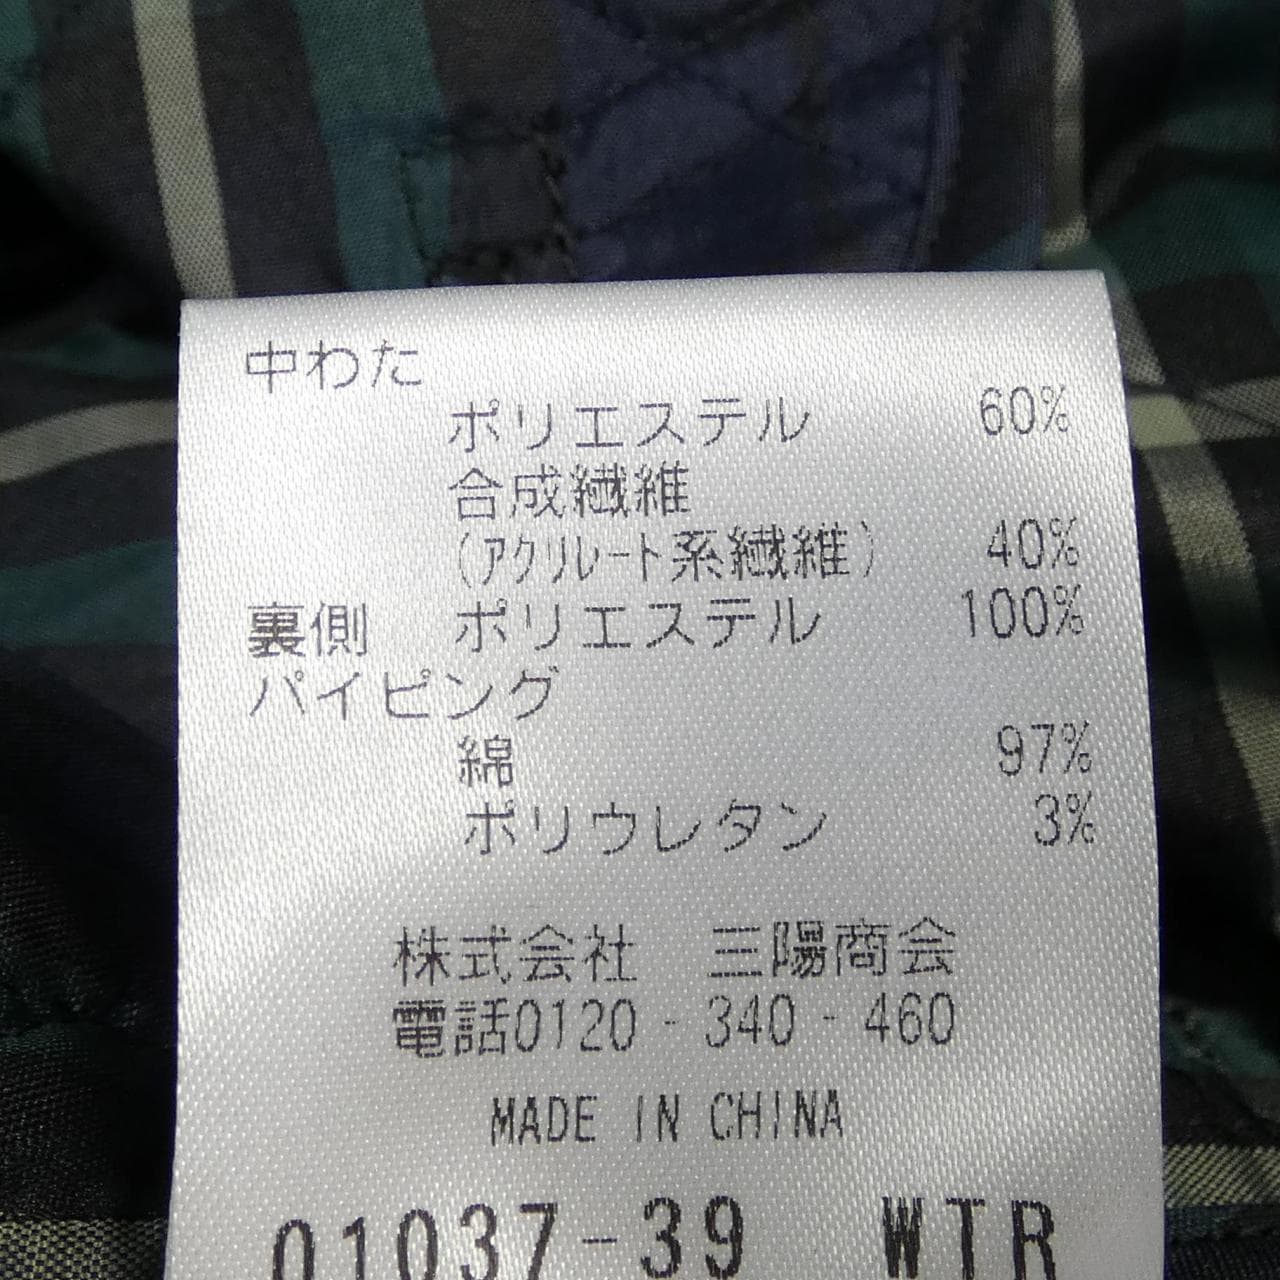 中わた
ポリエステル 60%
合成繊維
(アクリレート系繊維) 40%
裏側 ポリエステル 100%
パイピング
綿 97%
ポリウレタン 3%
株式会社 三陽商会
電話0120-340-460
MADE IN CHINA
01037-39 WTR